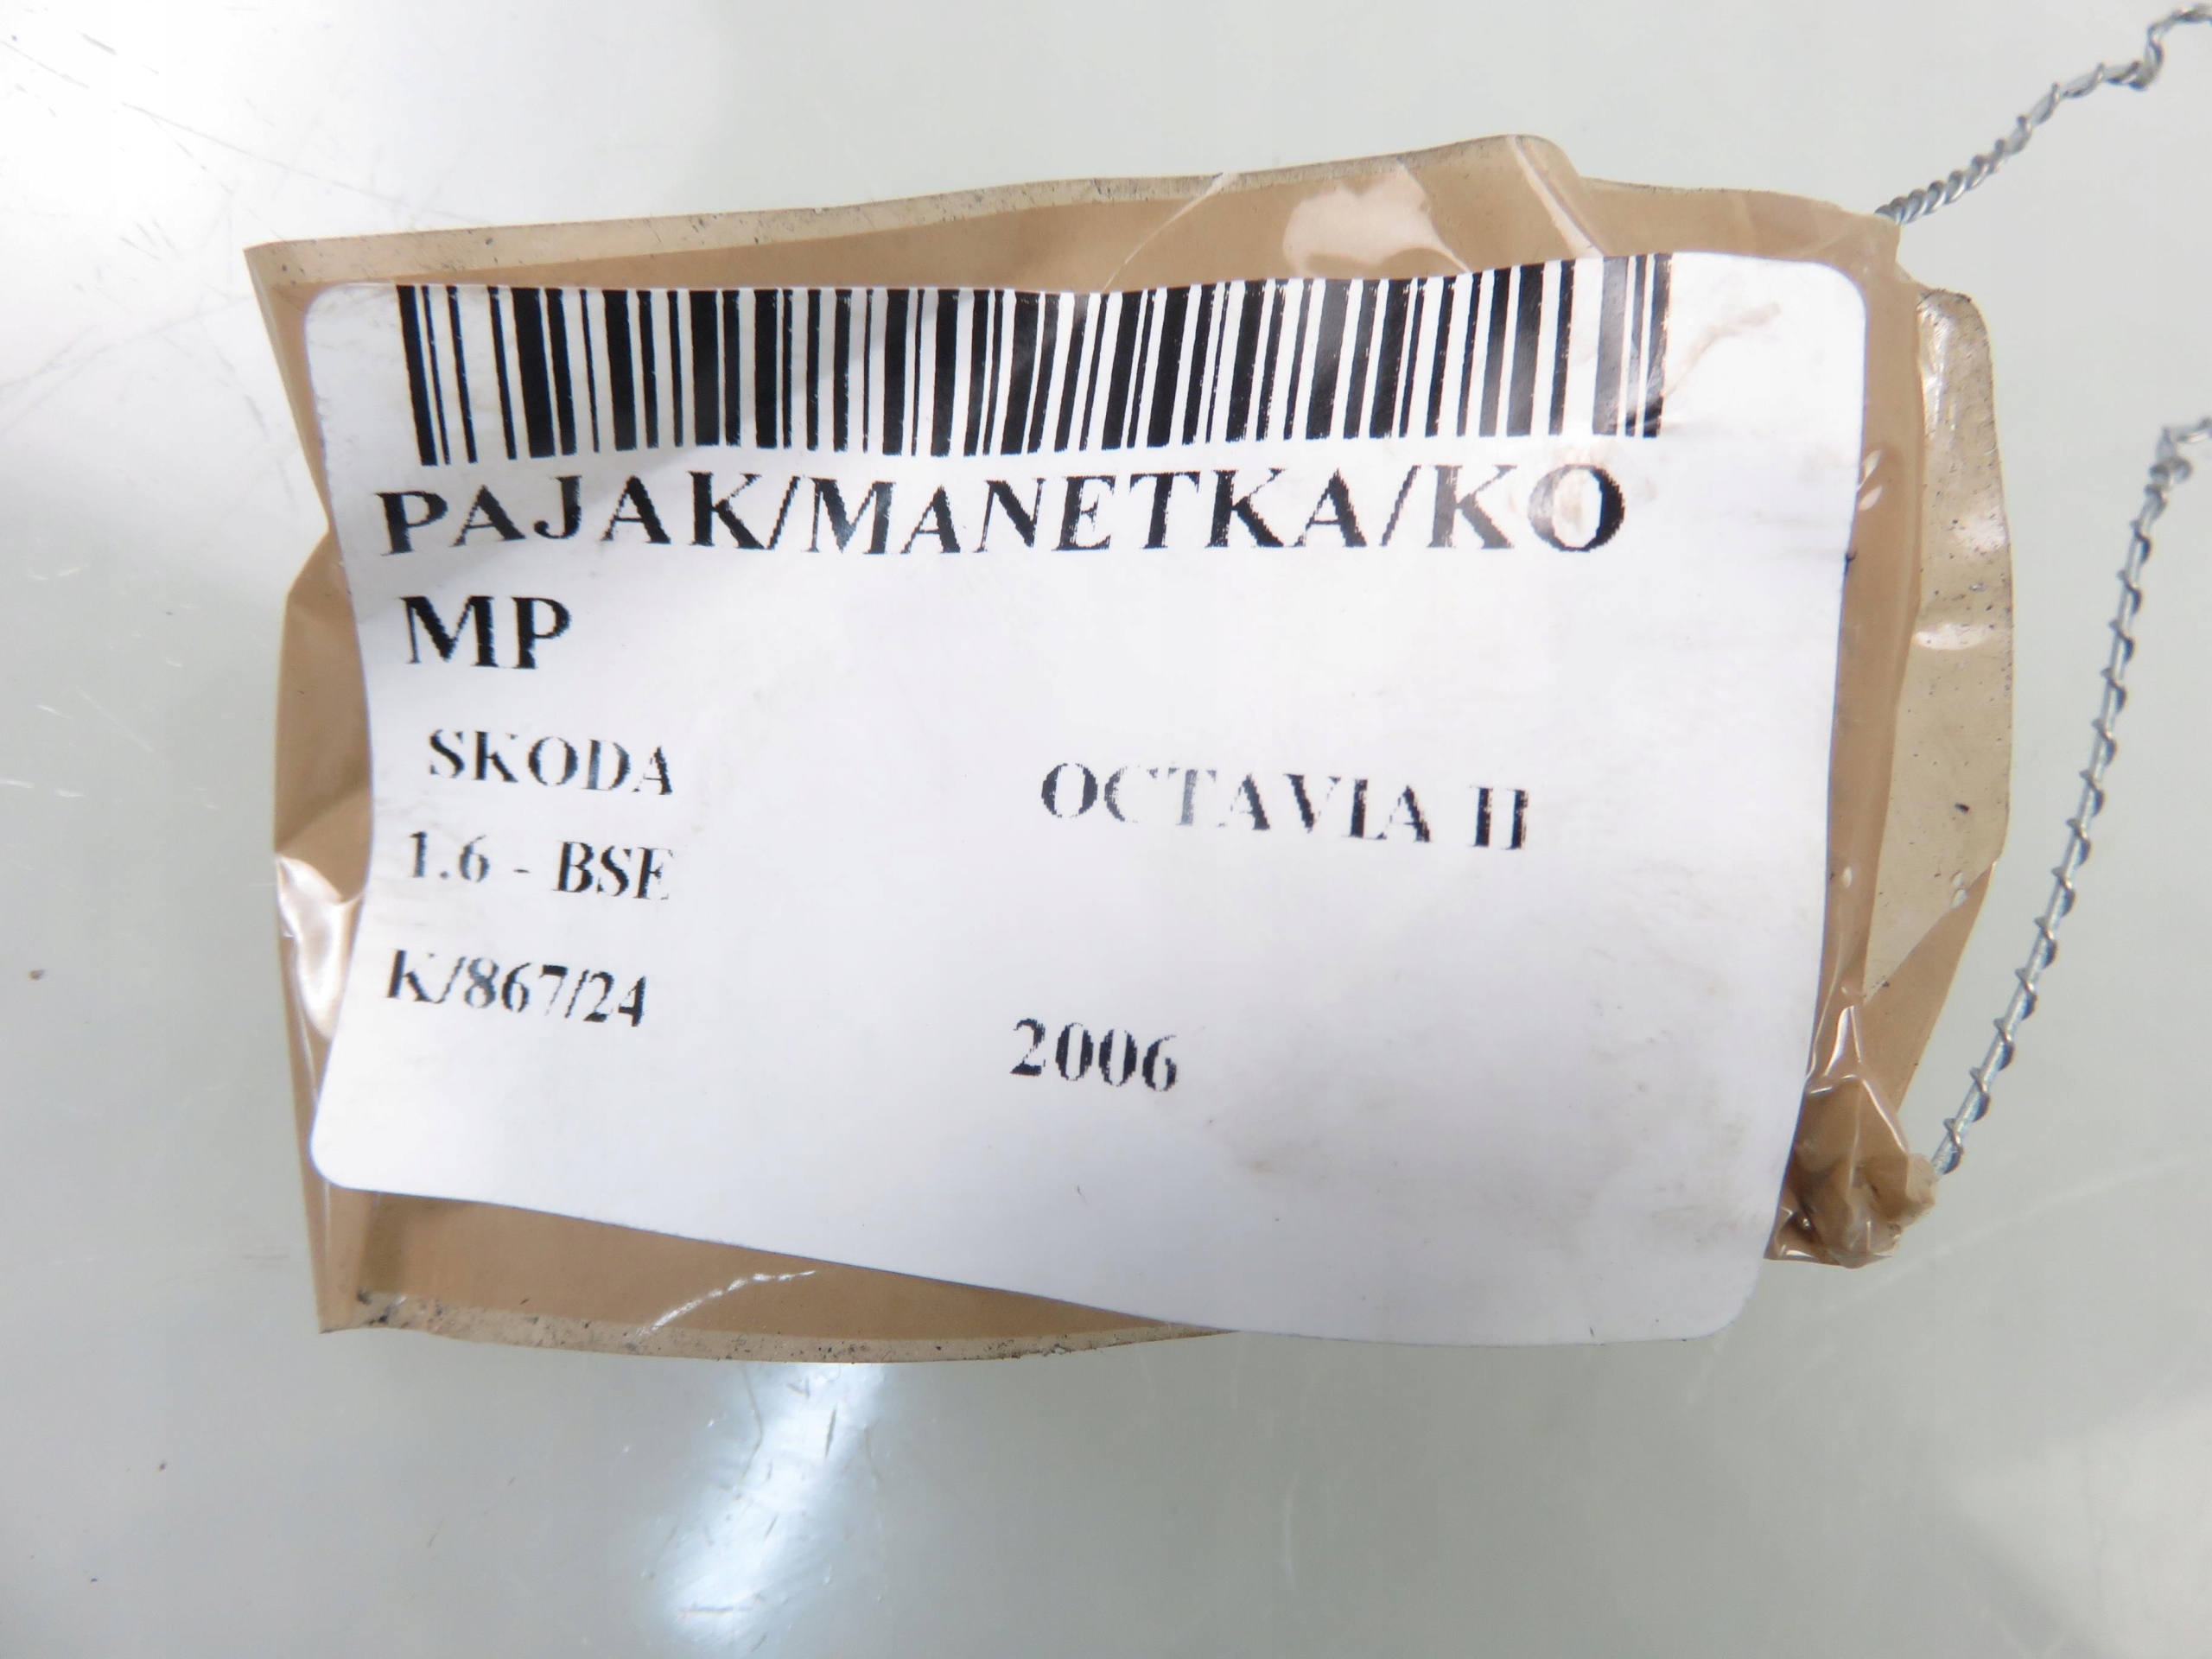 PAJAK/MANETKA/KO
MP
SKODA
OCTAVIA II
1.6 - BSE
K/867/24
2006